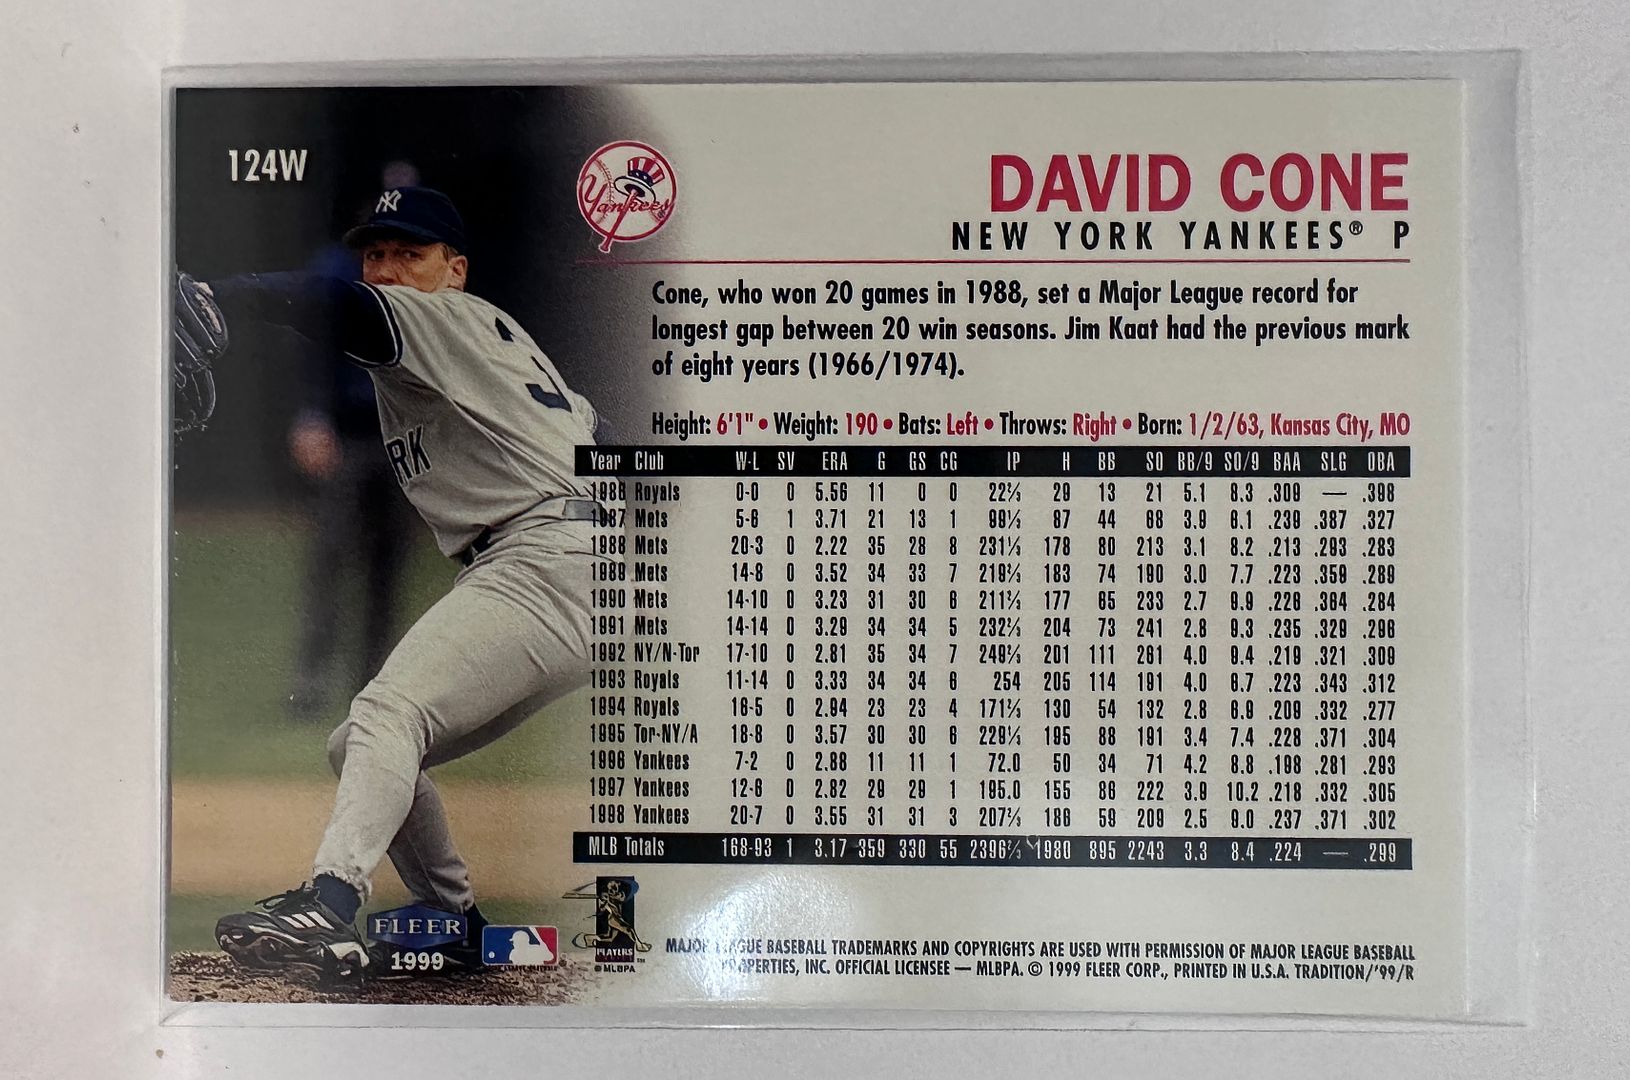 124W
Yankees
DAVID CONE
NEW YORK YANKEES® P
Cone, who won 20 games in 1988, set a Major League record for
longest gap between 20 win seasons. Jim Kaat had the previous mark
of eight years (1966/1974).
Height: 6'1" • Weight: 190 • Bats: Left • Throws: Right • Born: 1/2/63, Kansas City, MO
Year Club W-L SV ERA G GS CG IP H BB SO BB/9 SO/9 BAA SLG OBA
1986 Royals 0-0 0 5.56 11 0 0 22⅔ 29 13 21 5.1 8.3 .309 — .398
1987 Mets 5-6 1 3.71 21 13 1 99⅓ 87 44 68 3.9 6.1 .239 .387 .327
1988 Mets 20-3 0 2.22 35 28 8 231⅓ 178 80 213 3.1 8.2 .213 .293 .283
1989 Mets 14-8 0 3.52 34 33 7 219⅔ 183 74 190 3.0 7.7 .223 .359 .289
1990 Mets 14-10 0 3.23 31 30 6 211⅔ 177 65 233 2.7 9.9 .226 .364 .284
1991 Mets 14-14 0 3.29 34 34 5 232⅔ 204 73 241 2.8 9.3 .235 .329 .296
1992 NY/N-Tor 17-10 0 2.81 35 34 7 249⅔ 201 111 261 4.0 9.4 .219 .321 .309
1993 Royals 11-14 0 3.33 34 34 6 254 205 114 191 4.0 6.7 .223 .343 .312
1994 Royals 16-5 0 2.94 23 23 4 171⅔ 130 54 132 2.8 6.9 .209 .332 .277
1995 Tor-NY/A 18-8 0 3.57 30 30 6 229⅓ 195 88 191 3.4 7.4 .228 .371 .304
1996 Yankees 7-2 0 2.88 11 11 1 72.0 50 34 71 4.2 8.8 .198 .281 .293
1997 Yankees 12-6 0 2.82 29 29 1 195.0 155 86 222 3.9 10.2 .218 .332 .305
1998 Yankees 20-7 0 3.55 31 31 3 207⅔ 186 59 209 2.5 9.0 .237 .371 .302
MLB Totals 168-93 1 3.17 359 330 55 2396⅔ 1980 895 2243 3.3 8.4 .224 — .299
NY
RK
3
FLEER
1999
PLAYERS
™
© MLBPA
MAJOR LEAGUE BASEBALL TRADEMARKS AND COPYRIGHTS ARE USED WITH PERMISSION OF MAJOR LEAGUE BASEBALL
PROPERTIES, INC. OFFICIAL LICENSEE — MLBPA. © 1999 FLEER CORP., PRINTED IN U.S.A. TRADITION/'99/R